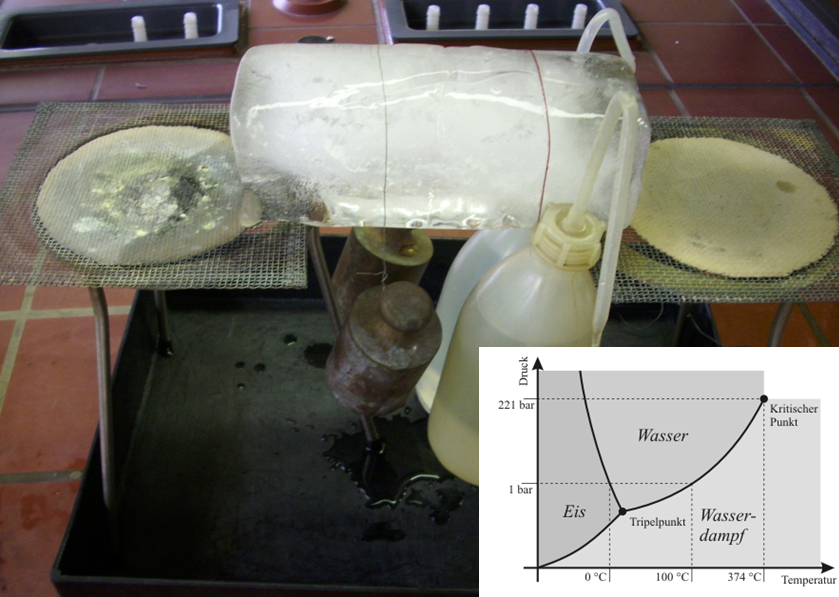 Druck
221 bar
Kritischer
Punkt
Wasser
1 bar
Eis
Tripelpunkt
Wasser-
dampf
0 °C
100 °C
374 °C
Temperatur